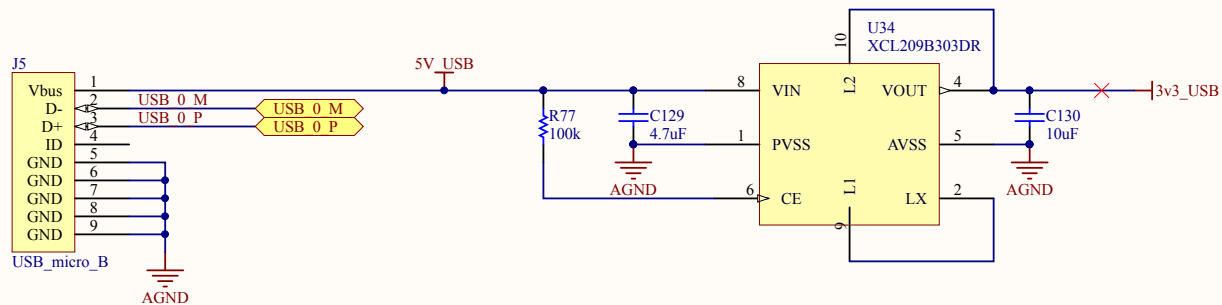 J5
Vbus 1
D- 2 USB_0_M USB_0_M
D+ 3 USB_0_P USB_0_P
ID 4
GND 5
GND 6
GND 7
GND 8
GND 9
USB_micro_B
AGND
5V_USB
R77
100k
C129
4.7uF
AGND
U34
XCL209B303DR
10 L2
8 VIN
VOUT 4
1 PVSS
AVSS 5
6 CE
LX 2
9 L1
C130
10uF
AGND
3v3_USB